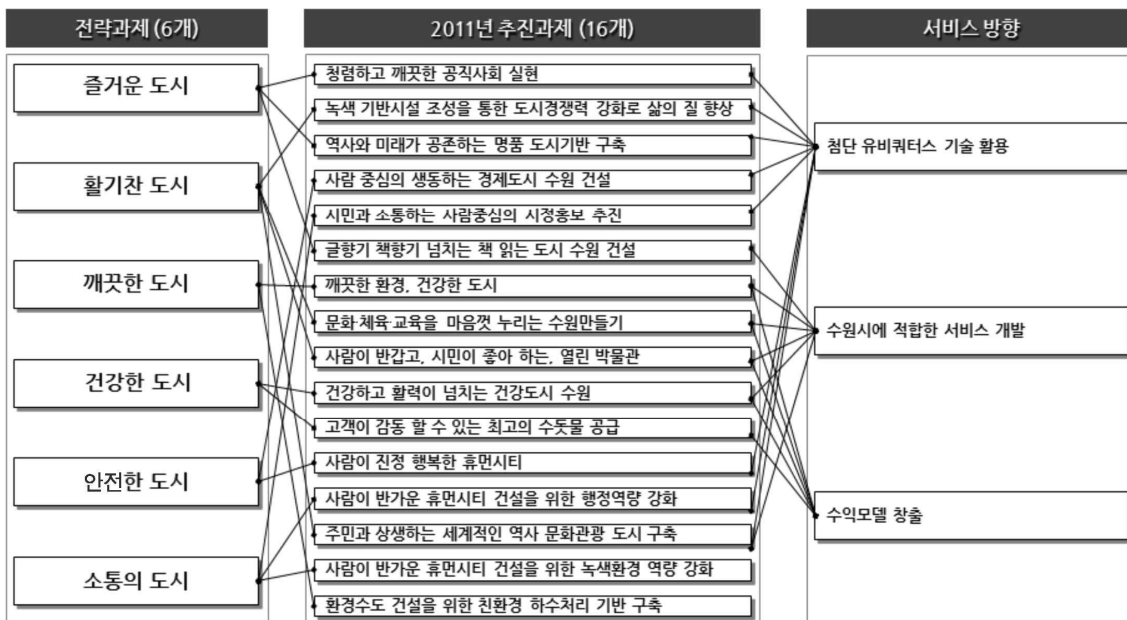 전략과제 (6개)
2011년 추진과제 (16개)
서비스 방향
즐거운 도시
활기찬 도시
깨끗한 도시
건강한 도시
안전한 도시
소통의 도시
청렴하고 깨끗한 공직사회 실현
녹색 기반시설 조성을 통한 도시경쟁력 강화로 삶의 질 향상
역사와 미래가 공존하는 명품 도시기반 구축
사람 중심의 생동하는 경제도시 수원 건설
시민과 소통하는 사람중심의 시정홍보 추진
글향기 책향기 넘치는 책 읽는 도시 수원 건설
깨끗한 환경, 건강한 도시
문화·체육·교육을 마음껏 누리는 수원만들기
사람이 반갑고, 시민이 좋아 하는, 열린 박물관
건강하고 활력이 넘치는 건강도시 수원
고객이 감동 할 수 있는 최고의 수돗물 공급
사람이 진정 행복한 휴먼시티
사람이 반가운 휴먼시티 건설을 위한 행정역량 강화
주민과 상생하는 세계적인 역사 문화관광 도시 구축
사람이 반가운 휴먼시티 건설을 위한 녹색환경 역량 강화
환경수도 건설을 위한 친환경 하수처리 기반 구축
첨단 유비쿼터스 기술 활용
수원시에 적합한 서비스 개발
수익모델 창출